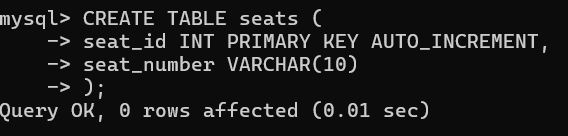 mysql> CREATE TABLE seats (
    -> seat_id INT PRIMARY KEY AUTO_INCREMENT,
    -> seat_number VARCHAR(10)
    -> );
Query OK, 0 rows affected (0.01 sec)